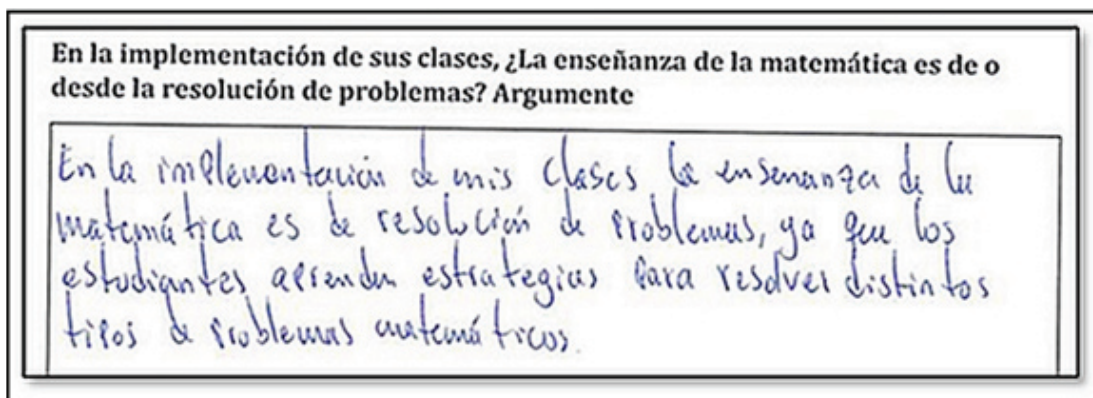 En la implementación de sus clases, ¿La enseñanza de la matemática es de o
desde la resolución de problemas? Argumente
En la implementación de mis clases la enseñanza de la
matemática es de resolución de problemas, ya que los
estudiantes aprenden estrategias para resolver distintos
tipos de problemas matemáticos.